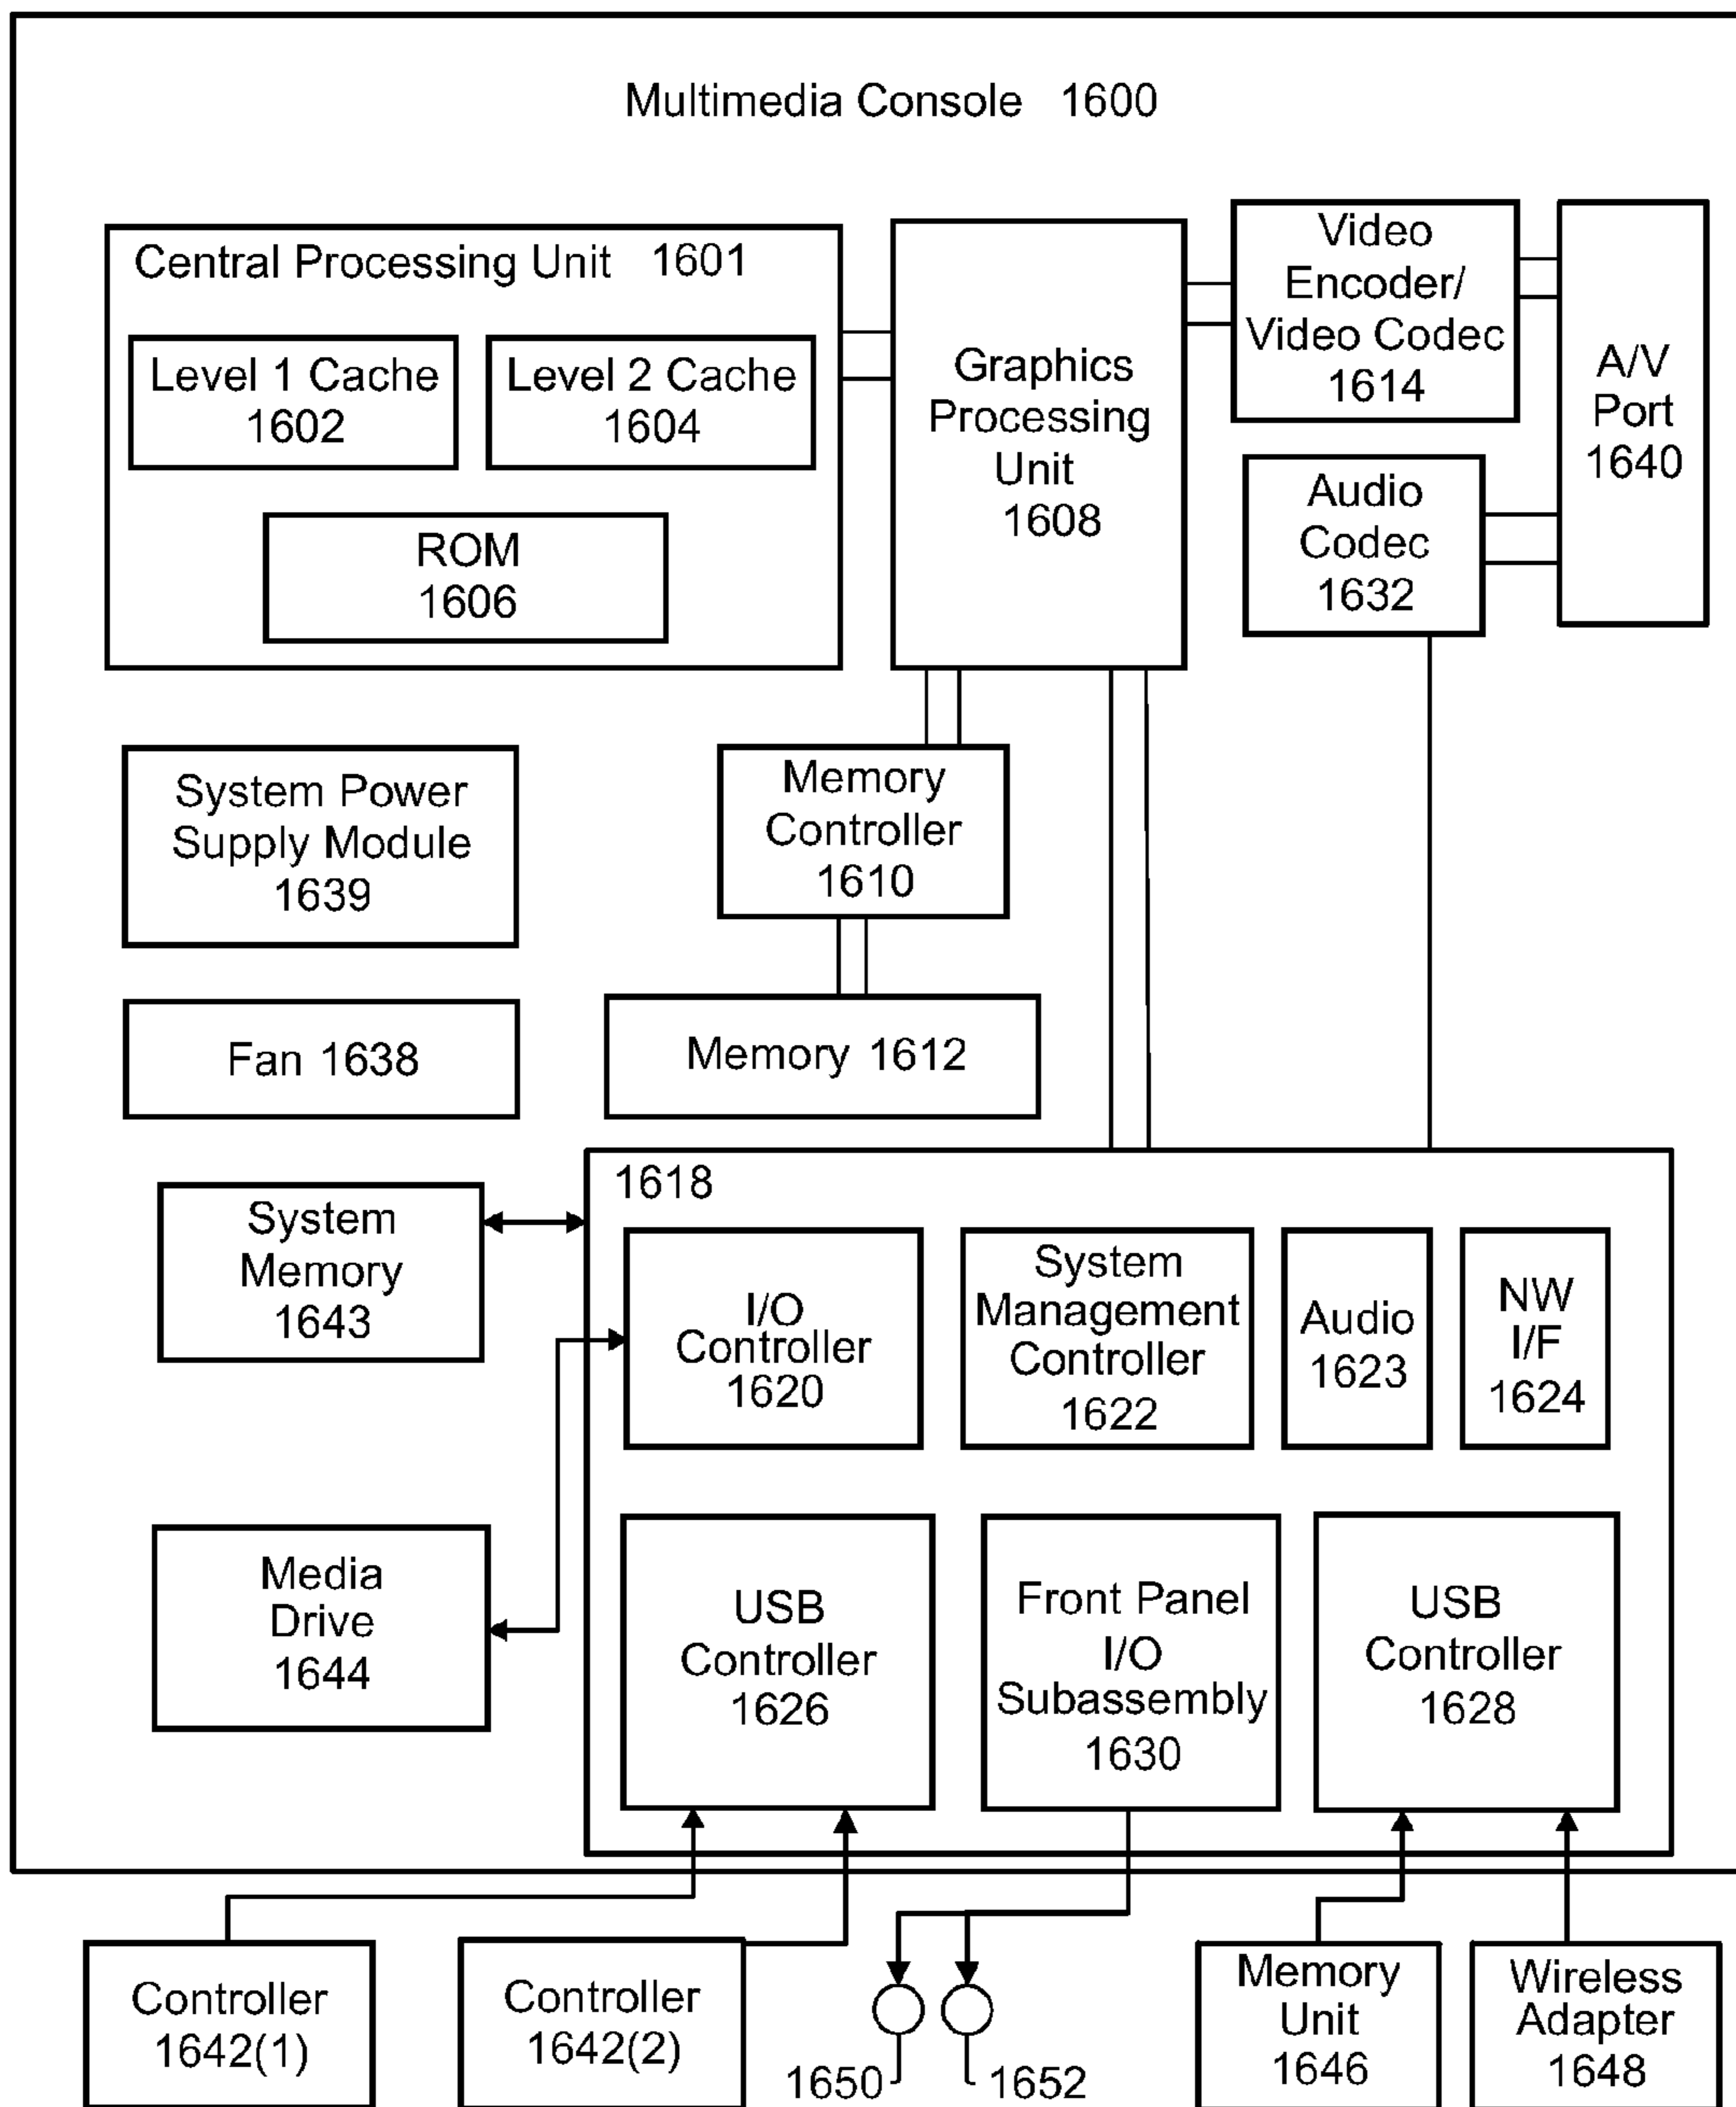 Multimedia Console 1600
Central Processing Unit 1601
Level 1 Cache
1602
Level 2 Cache
1604
ROM
1606
Graphics
Processing
Unit
1608
Video
Encoder/
Video Codec
1614
A/V
Port
1640
Audio
Codec
1632
System Power
Supply Module
1639
Memory
Controller
1610
Fan 1638
Memory 1612
System
Memory
1643
1618
I/O
Controller
1620
System
Management
Controller
1622
Audio
1623
NW
I/F
1624
Media
Drive
1644
USB
Controller
1626
Front Panel
I/O
Subassembly
1630
USB
Controller
1628
Controller
1642(1)
Controller
1642(2)
1650
1652
Memory
Unit
1646
Wireless
Adapter
1648